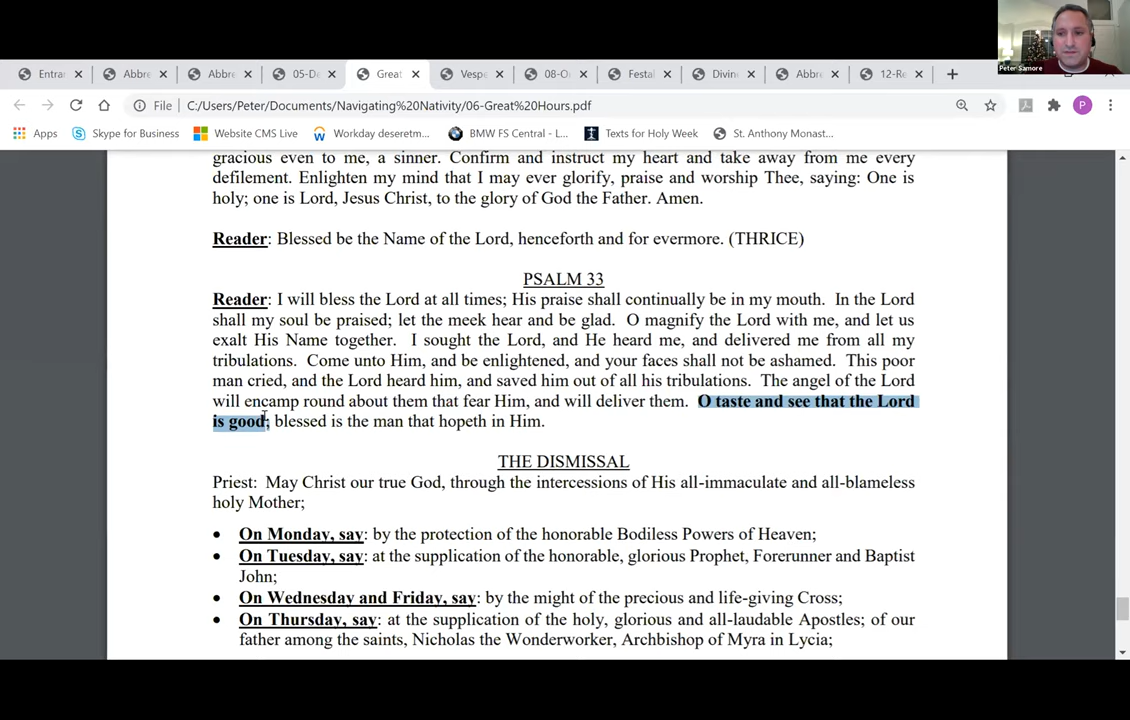 Peter Samore
Entra
Abbre
Abbre
05-De
Great
Vespe
08-O
Festal
Divin
Abbre
12-Re
File C:/Users/Peter/Documents/Navigating%20Nativity/06-Great%20Hours.pdf
P
Apps Skype for Business Website CMS Live Workday deseretm... BMW FS Central - L... Texts for Holy Week St. Anthony Monast...
gracious even to me, a sinner. Confirm and instruct my heart and take away from me every
defilement. Enlighten my mind that I may ever glorify, praise and worship Thee, saying: One is
holy; one is Lord, Jesus Christ, to the glory of God the Father. Amen.
Reader: Blessed be the Name of the Lord, henceforth and for evermore. (THRICE)
PSALM 33
Reader: I will bless the Lord at all times; His praise shall continually be in my mouth. In the Lord
shall my soul be praised; let the meek hear and be glad. O magnify the Lord with me, and let us
exalt His Name together. I sought the Lord, and He heard me, and delivered me from all my
tribulations. Come unto Him, and be enlightened, and your faces shall not be ashamed. This poor
man cried, and the Lord heard him, and saved him out of all his tribulations. The angel of the Lord
will encamp round about them that fear Him, and will deliver them. O taste and see that the Lord
is good; blessed is the man that hopeth in Him.
THE DISMISSAL
Priest: May Christ our true God, through the intercessions of His all-immaculate and all-blameless
holy Mother;
• On Monday, say: by the protection of the honorable Bodiless Powers of Heaven;
• On Tuesday, say: at the supplication of the honorable, glorious Prophet, Forerunner and Baptist
John;
• On Wednesday and Friday, say: by the might of the precious and life-giving Cross;
• On Thursday, say: at the supplication of the holy, glorious and all-laudable Apostles; of our
father among the saints, Nicholas the Wonderworker, Archbishop of Myra in Lycia;